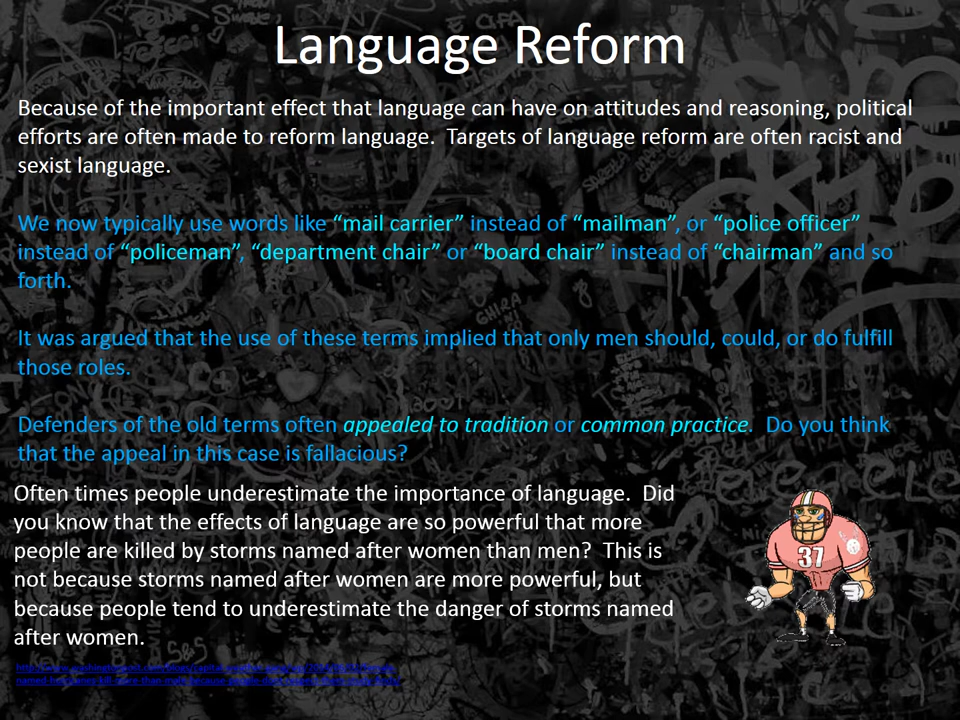 Language Reform
Because of the important effect that language can have on attitudes and reasoning, political
efforts are often made to reform language.  Targets of language reform are often racist and
sexist language.
We now typically use words like “mail carrier” instead of “mailman”, or “police officer”
instead of “policeman”, “department chair” or “board chair” instead of “chairman” and so
forth.
It was argued that the use of these terms implied that only men should, could, or do fulfill
those roles.
Defenders of the old terms often appealed to tradition or common practice.  Do you think
that the appeal in this case is fallacious?
Often times people underestimate the importance of language.  Did
you know that the effects of language are so powerful that more
people are killed by storms named after women than men?  This is
not because storms named after women are more powerful, but
because people tend to underestimate the danger of storms named
after women.
37